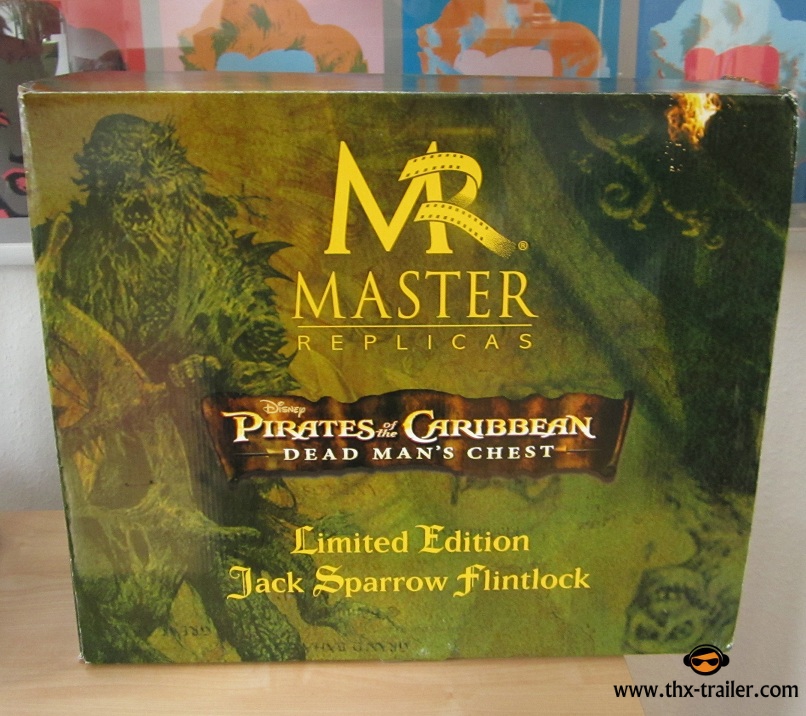 MR®
MASTER
REPLICAS
Disney
PIRATES of the CARIBBEAN
DEAD MAN'S CHEST
Limited Edition
Jack Sparrow Flintlock
www.thx-trailer.com